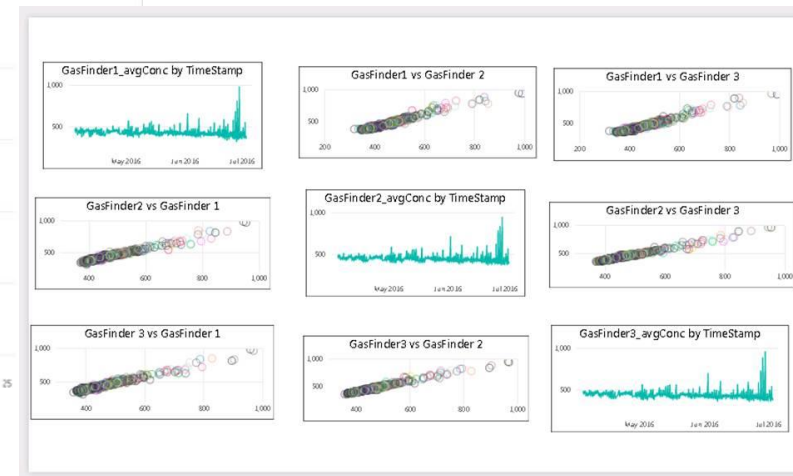 GasFinder1_avgConc by TimeStamp
1,000
500
May 2016 Jun 2016 Jul 2016
GasFinder1 vs GasFinder 2
1,000
500
200 400 600 800 1,000
GasFinder1 vs GasFinder 3
1,000
500
200 400 600 800 1,000
GasFinder2 vs GasFinder 1
1,000
500
400 600 800 1,000
GasFinder2_avgConc by TimeStamp
1,000
500
May 2016 Jun 2016 Jul 2016
GasFinder2 vs GasFinder 3
1,000
500
400 600 800 1,000
GasFinder 3 vs GasFinder 1
1,000
500
400 600 800 1,000
GasFinder3 vs GasFinder 2
1,000
500
400 600 800 1,000
GasFinder3_avgConc by TimeStamp
1,000
500
May 2016 Jun 2016 Jul 2016
25